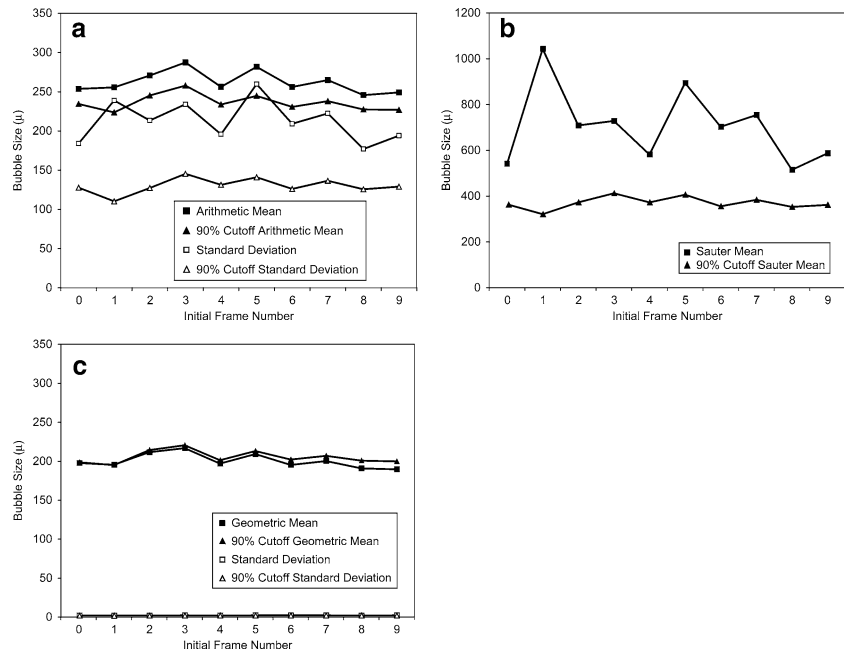 a
350
300
250
200
150
100
50
0
Bubble Size (μ)
Arithmetic Mean
90% Cutoff Arithmetic Mean
Standard Deviation
90% Cutoff Standard Deviation
0 1 2 3 4 5 6 7 8 9
Initial Frame Number
b
1200
1000
800
600
400
200
0
Bubble Size (μ)
Sauter Mean
90% Cutoff Sauter Mean
0 1 2 3 4 5 6 7 8 9
Initial Frame Number
c
350
300
250
200
150
100
50
0
Bubble Size (μ)
Geometric Mean
90% Cutoff Geometric Mean
Standard Deviation
90% Cutoff Standard Deviation
0 1 2 3 4 5 6 7 8 9
Initial Frame Number